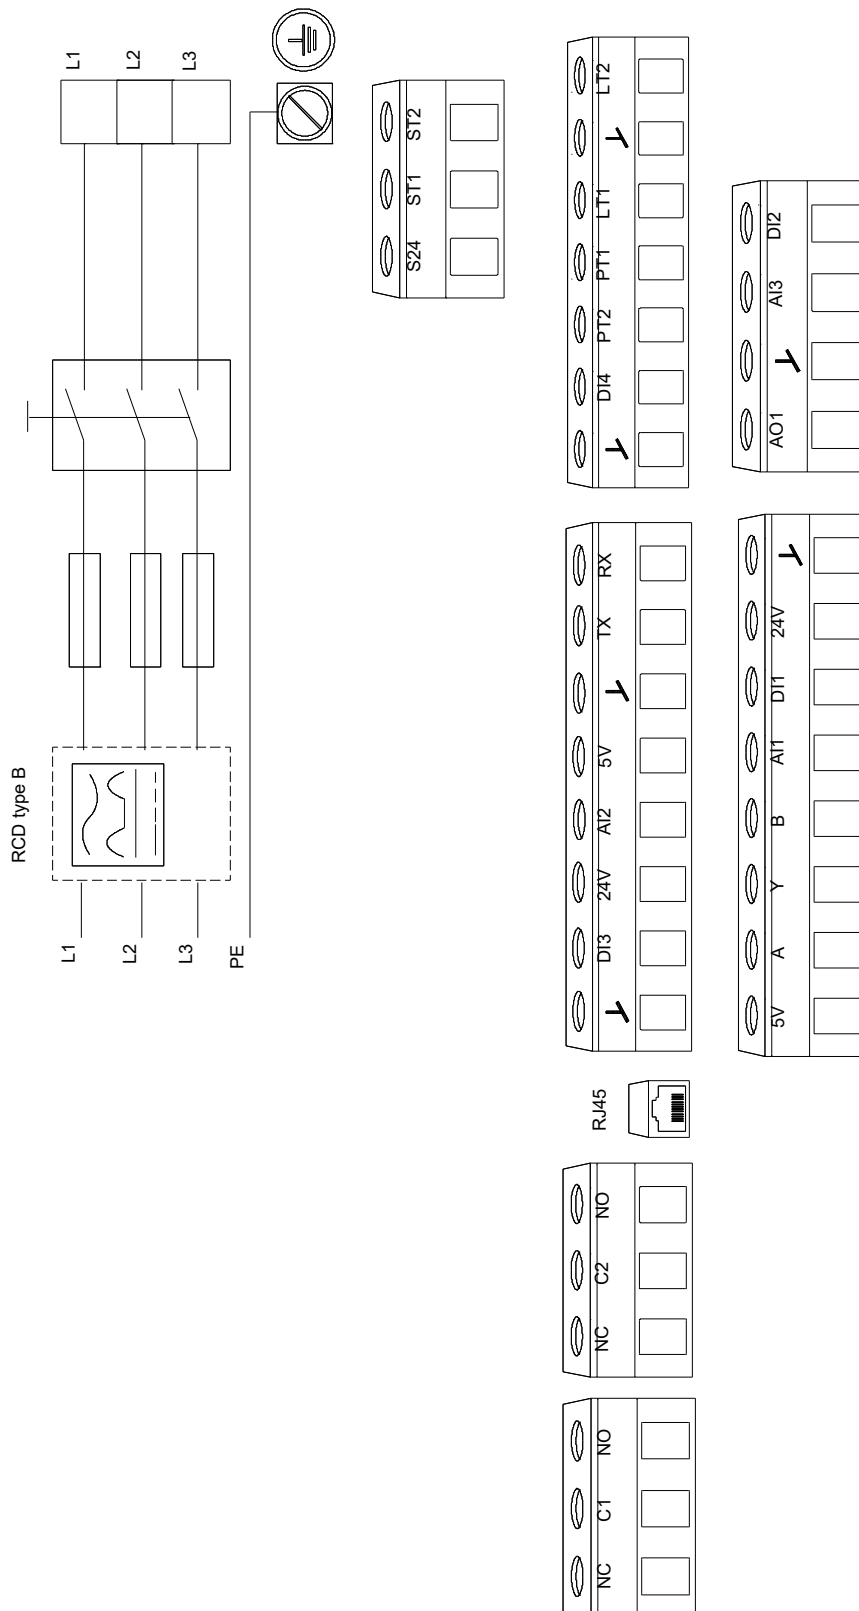 RCD type B
L1
L2
L3
PE
L1
L2
L3
S24
ST1
ST2
NC
C1
NO
NC
C2
NO
RJ45
DI3
24V
AI2
5V
TX
RX
DI4
PT2
PT1
LT1
LT2
5V
A
Y
B
AI1
DI1
24V
AO1
AI3
DI2